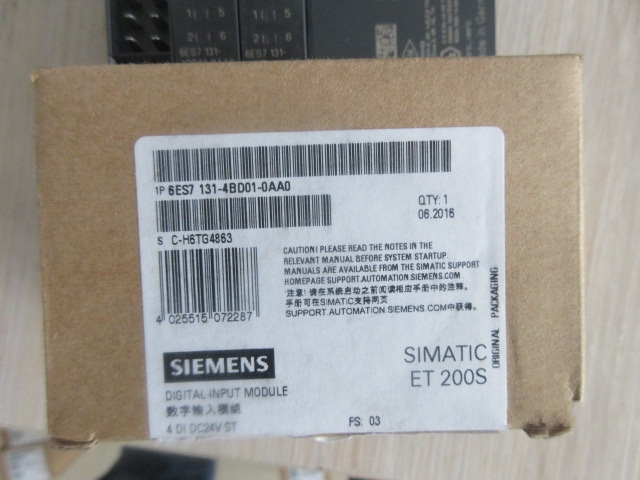 1 5 1 5
2 6 2 6
6ES7 131- 6ES7 131-
1P 6ES7 131-4BD01-0AA0
QTY: 1
06.2016
S C-H6TG4863
CAUTION! PLEASE READ THE NOTES IN THE
RELEVANT MANUAL BEFORE SYSTEM STARTUP.
MANUALS ARE AVAILABLE FROM THE SIMATIC SUPPORT
HOMEPAGE SUPPORT.AUTOMATION.SIEMENS.COM
注意! 请在系统启动之前阅读相应手册中的注释。
手册可在SIMATIC支持网页
SUPPORT.AUTOMATION.SIEMENS.COM中获得。
4 025515 072287
ORIGINAL PACKAGING
SIEMENS
SIMATIC
ET 200S
DIGITAL-INPUT MODULE
数字输入模组
4 DI DC24V ST
FS: 03